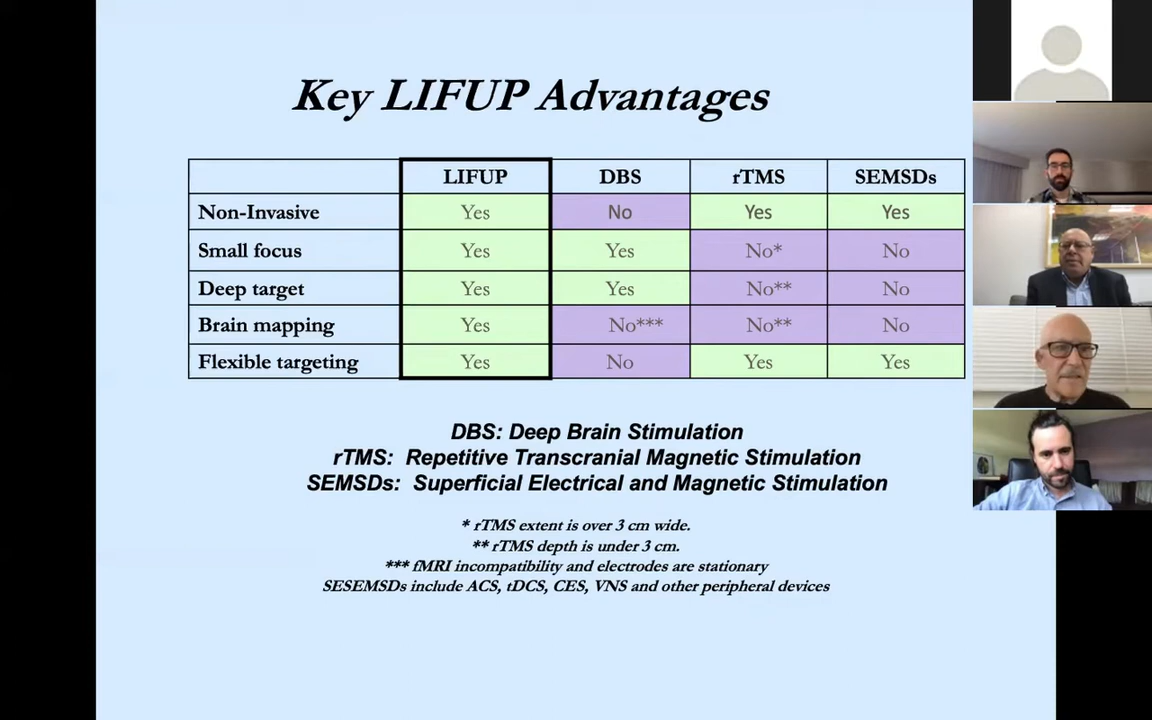 Key LIFUP Advantages
LIFUP DBS rTMS SEMSDs
Non-Invasive Yes No Yes Yes
Small focus Yes Yes No* No
Deep target Yes Yes No** No
Brain mapping Yes No*** No** No
Flexible targeting Yes No Yes Yes
DBS: Deep Brain Stimulation
rTMS: Repetitive Transcranial Magnetic Stimulation
SEMSDs: Superficial Electrical and Magnetic Stimulation
* rTMS extent is over 3 cm wide.
** rTMS depth is under 3 cm.
*** fMRI incompatibility and electrodes are stationary
SESEMSDs include ACS, tDCS, CES, VNS and other peripheral devices